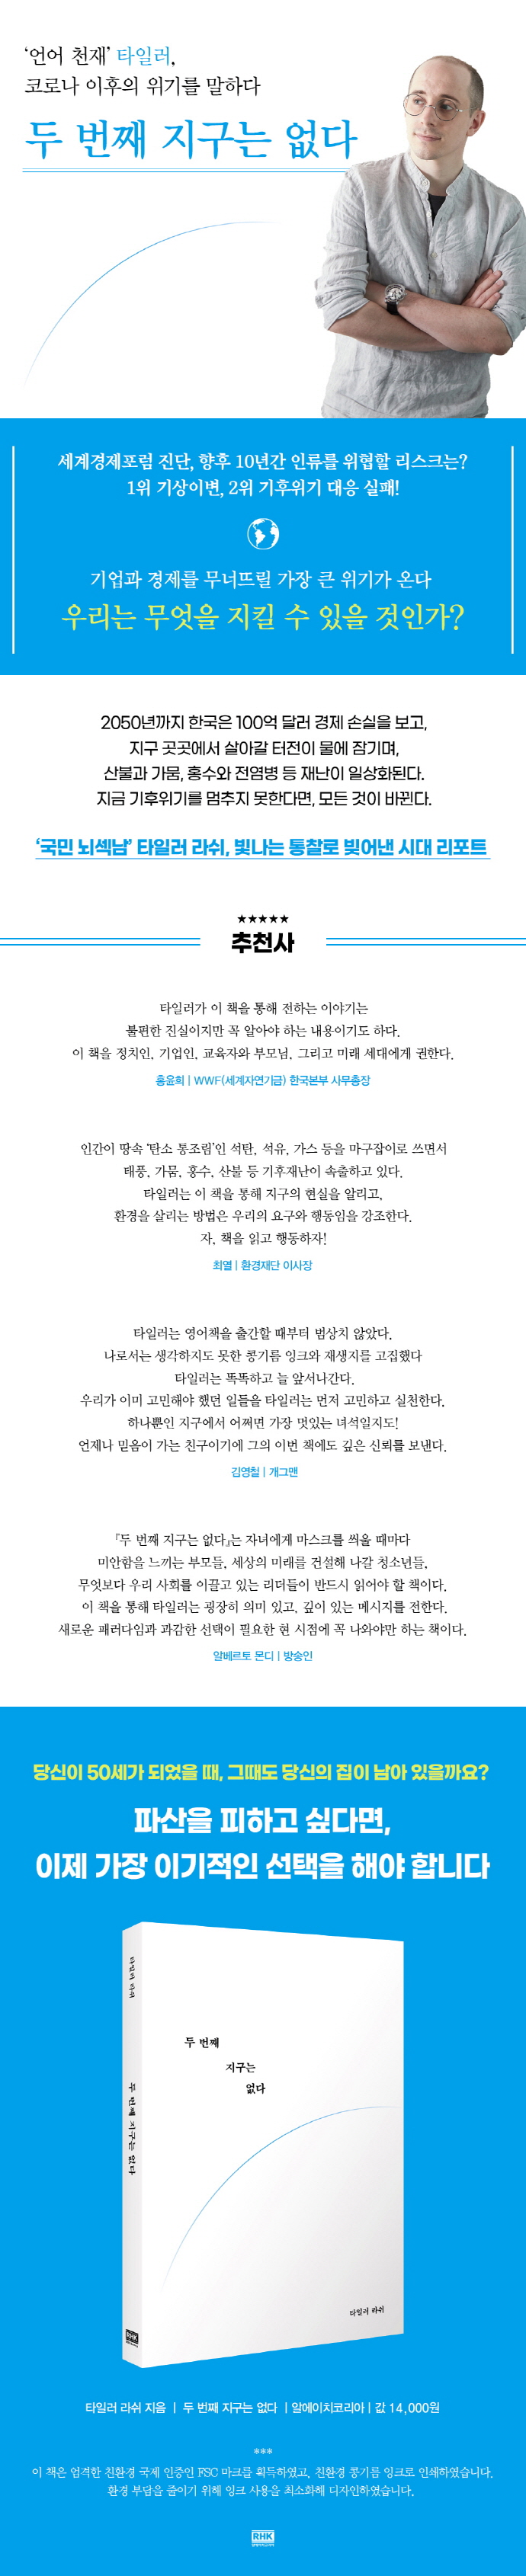 ‘언어 천재’ 타일러,
코로나 이후의 위기를 말하다
두 번째 지구는 없다
세계경제포럼 진단, 향후 10년간 인류를 위협할 리스크는?
1위 기상이변, 2위 기후위기 대응 실패!
기업과 경제를 무너뜨릴 가장 큰 위기가 온다
우리는 무엇을 지킬 수 있을 것인가?
2050년까지 한국은 100억 달러 경제 손실을 보고,
지구 곳곳에서 살아갈 터전이 물에 잠기며,
산불과 가뭄, 홍수와 전염병 등 재난이 일상화된다.
지금 기후위기를 멈추지 못한다면, 모든 것이 바뀐다.
‘국민 뇌섹남’ 타일러 라쉬, 빛나는 통찰로 빚어낸 시대 리포트
★★★★★
추천사
타일러가 이 책을 통해 전하는 이야기는
불편한 진실이지만 꼭 알아야 하는 내용이기도 하다.
이 책을 정치인, 기업인, 교육자와 부모님, 그리고 미래 세대에게 권한다.
홍윤희 | WWF(세계자연기금) 한국본부 사무총장
인간이 땅속 ‘탄소 통조림’인 석탄, 석유, 가스 등을 마구잡이로 쓰면서
태풍, 가뭄, 홍수, 산불 등 기후재난이 속출하고 있다.
타일러는 이 책을 통해 지구의 현실을 알리고,
환경을 살리는 방법은 우리의 요구와 행동임을 강조한다.
자, 책을 읽고 행동하자!
최열 | 환경재단 이사장
타일러는 영어책을 출간할 때부터 범상치 않았다.
나로서는 생각하지도 못한 콩기름 잉크와 재생지를 고집했다
타일러는 똑똑하고 늘 앞서나간다.
우리가 이미 고민해야 했던 일들을 타일러는 먼저 고민하고 실천한다.
하나뿐인 지구에서 어쩌면 가장 멋있는 녀석일지도!
언제나 믿음이 가는 친구이기에 그의 이번 책에도 깊은 신뢰를 보낸다.
김영철 | 개그맨
『두 번째 지구는 없다』는 자녀에게 마스크를 씌울 때마다
미안함을 느끼는 부모들, 세상의 미래를 건설해 나갈 청소년들,
무엇보다 우리 사회를 이끌고 있는 리더들이 반드시 읽어야 할 책이다.
이 책을 통해 타일러는 굉장히 의미 있고, 깊이 있는 메시지를 전한다.
새로운 패러다임과 과감한 선택이 필요한 현 시점에 꼭 나와야만 하는 책이다.
알베르토 몬디 | 방송인
당신이 50세가 되었을 때, 그때도 당신의 집이 남아 있을까요?
파산을 피하고 싶다면,
이제 가장 이기적인 선택을 해야 합니다
타일러 라쉬
두 번째 지구는 없다
RHK
두 번째
지구는
없다
타일러 라쉬
타일러 라쉬 지음 | 두 번째 지구는 없다 | 알에이치코리아 | 값 14,000원
***
이 책은 엄격한 친환경 국제 인증인 FSC 마크를 획득하였고, 친환경 콩기름 잉크로 인쇄하였습니다.
환경 부담을 줄이기 위해 잉크 사용을 최소화해 디자인하였습니다.
RHK